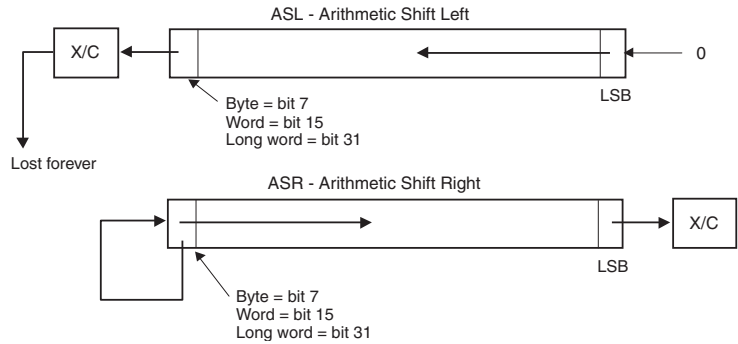 ASL - Arithmetic Shift Left
X/C
0
LSB
Byte = bit 7
Word = bit 15
Long word = bit 31
Lost forever
ASR - Arithmetic Shift Right
X/C
LSB
Byte = bit 7
Word = bit 15
Long word = bit 31